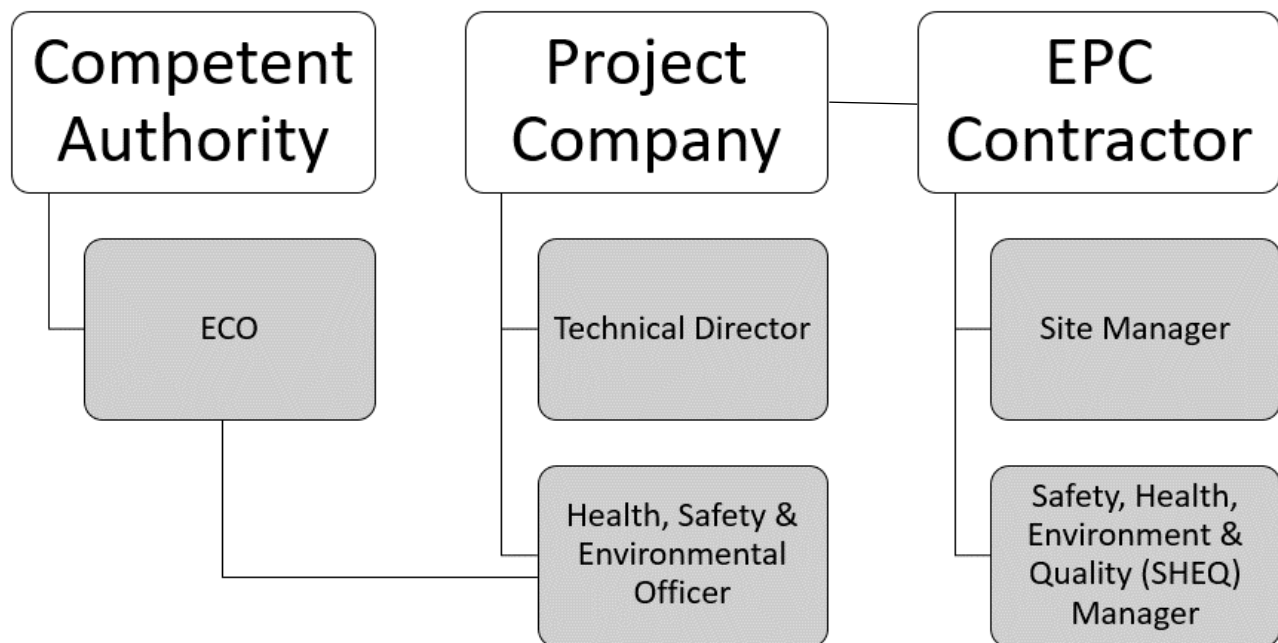 Competent
Authority
Project
Company
EPC
Contractor
ECO
Technical Director
Site Manager
Health, Safety &
Environmental
Officer
Safety, Health,
Environment &
Quality (SHEQ)
Manager